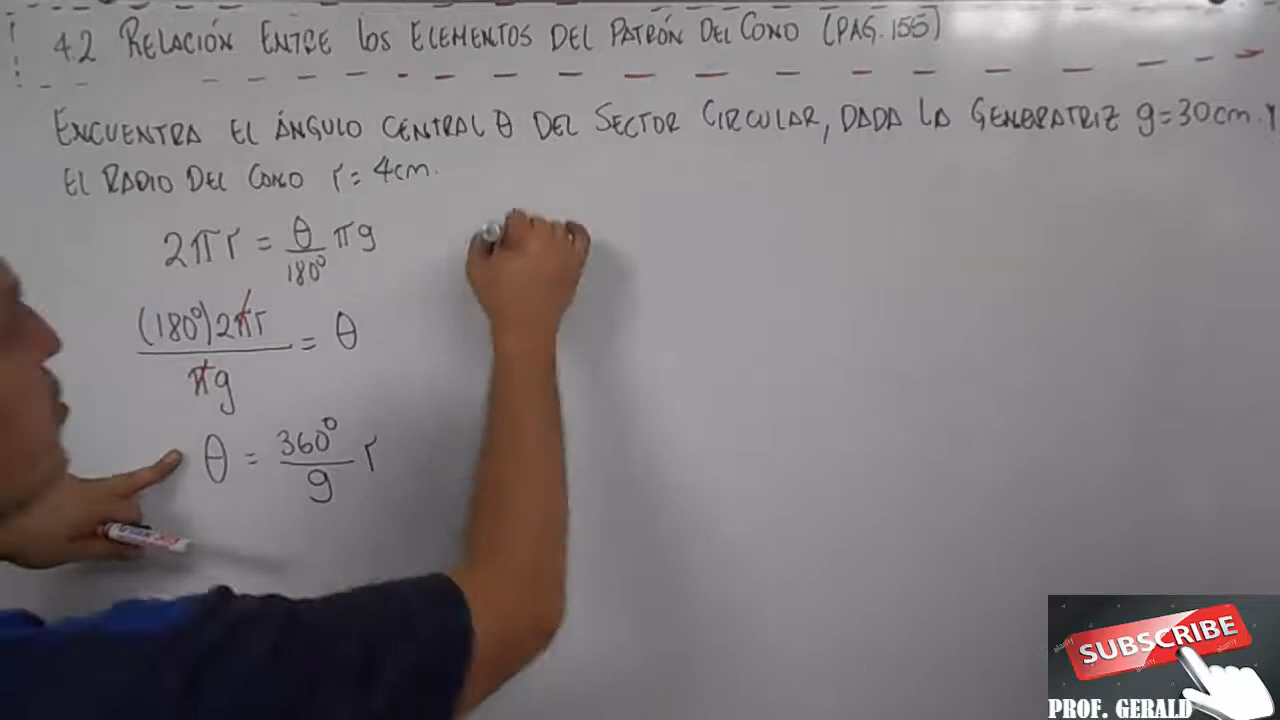 4.2 RELACIÓN ENTRE LOS ELEMENTOS DEL PATRÓN DEL CONO (PAG. 155)
ENCUENTRA EL ÁNGULO CENTRAL θ DEL SECTOR CIRCULAR, DADA LA GENERATRIZ g=30cm. Y
EL RADIO DEL CONO r = 4cm.
2πr = θ/180° πg
(180°)2πr/πg = θ
θ = 360°/g r
SUBSCRIBE
PROF. GERALD